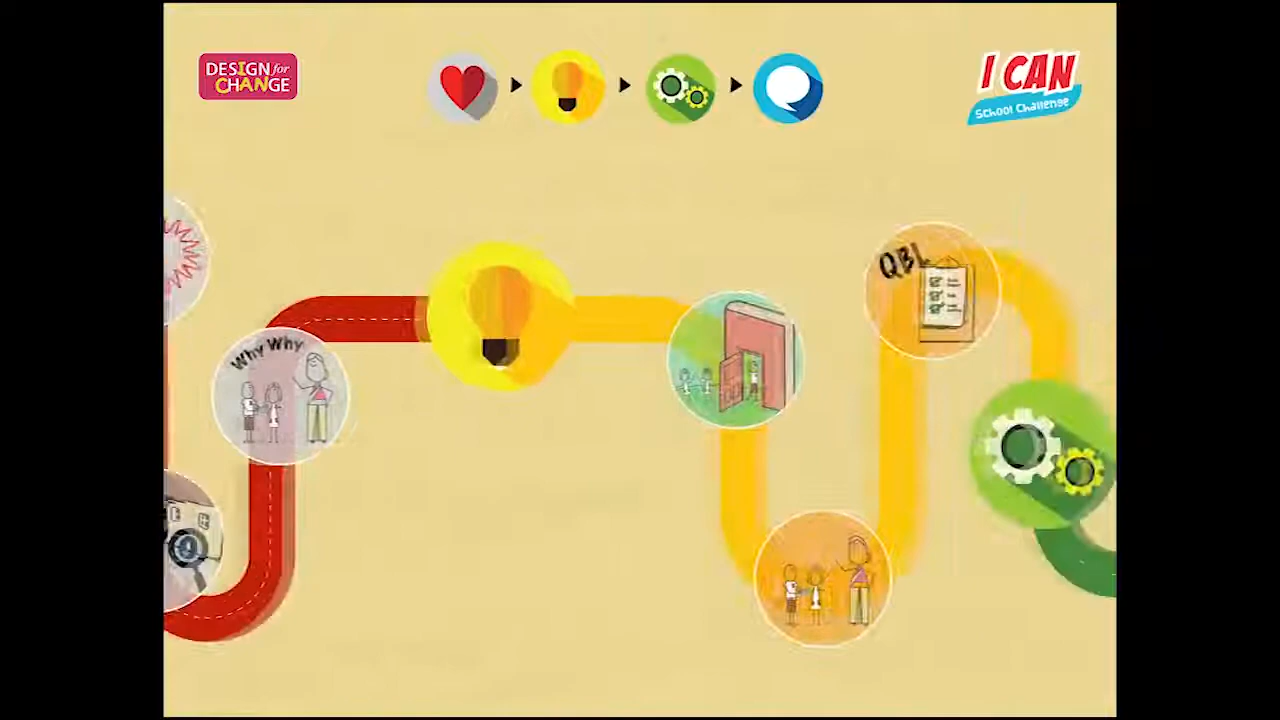 DESIGN for
CHANGE
I CAN
School Challenge
Why Why
QBL